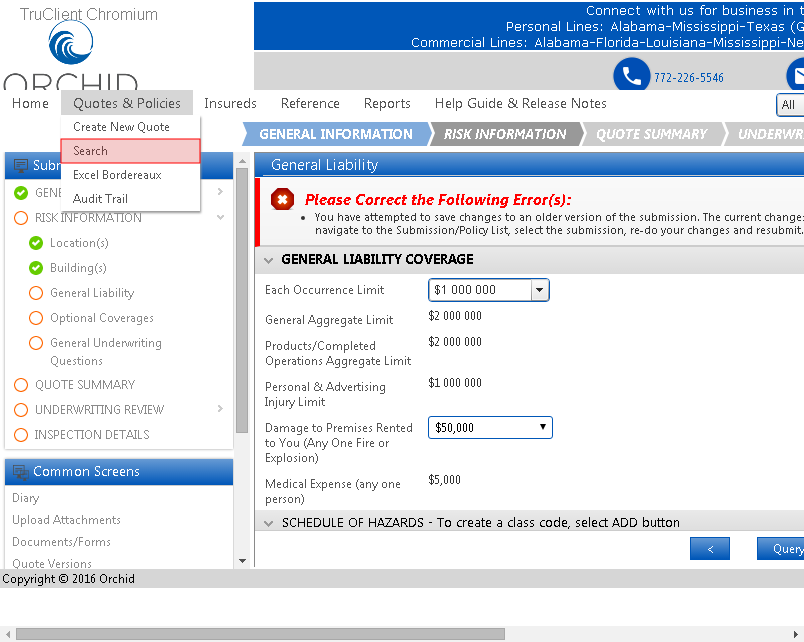 TruClient Chromium
Connect with us for business in t
Personal Lines: Alabama-Mississippi-Texas (G
Commercial Lines: Alabama-Florida-Louisiana-Mississippi-Ne
ORCHID
772-226-5546
Home Quotes & Policies Insureds Reference Reports Help Guide & Release Notes All
Create New Quote
Search
Excel Bordereaux
Audit Trail
GENERAL INFORMATION RISK INFORMATION QUOTE SUMMARY UNDERWR
Subn
GENE
RISK INFORMATION
Location(s)
Building(s)
General Liability
Optional Coverages
General Underwriting
Questions
QUOTE SUMMARY
UNDERWRITING REVIEW
INSPECTION DETAILS
Common Screens
Diary
Upload Attachments
Documents/Forms
Quote Versions
General Liability
Please Correct the Following Error(s):
• You have attempted to save changes to an older version of the submission. The current change:
navigate to the Submission/Policy List, select the submission, re-do your changes and resubmit.
GENERAL LIABILITY COVERAGE
Each Occurrence Limit $1 000 000
General Aggregate Limit $2 000 000
Products/Completed
Operations Aggregate Limit $2 000 000
Personal & Advertising
Injury Limit $1 000 000
Damage to Premises Rented
to You (Any One Fire or
Explosion) $50,000
Medical Expense (any one
person) $5,000
SCHEDULE OF HAZARDS - To create a class code, select ADD button
< Query
Copyright © 2016 Orchid